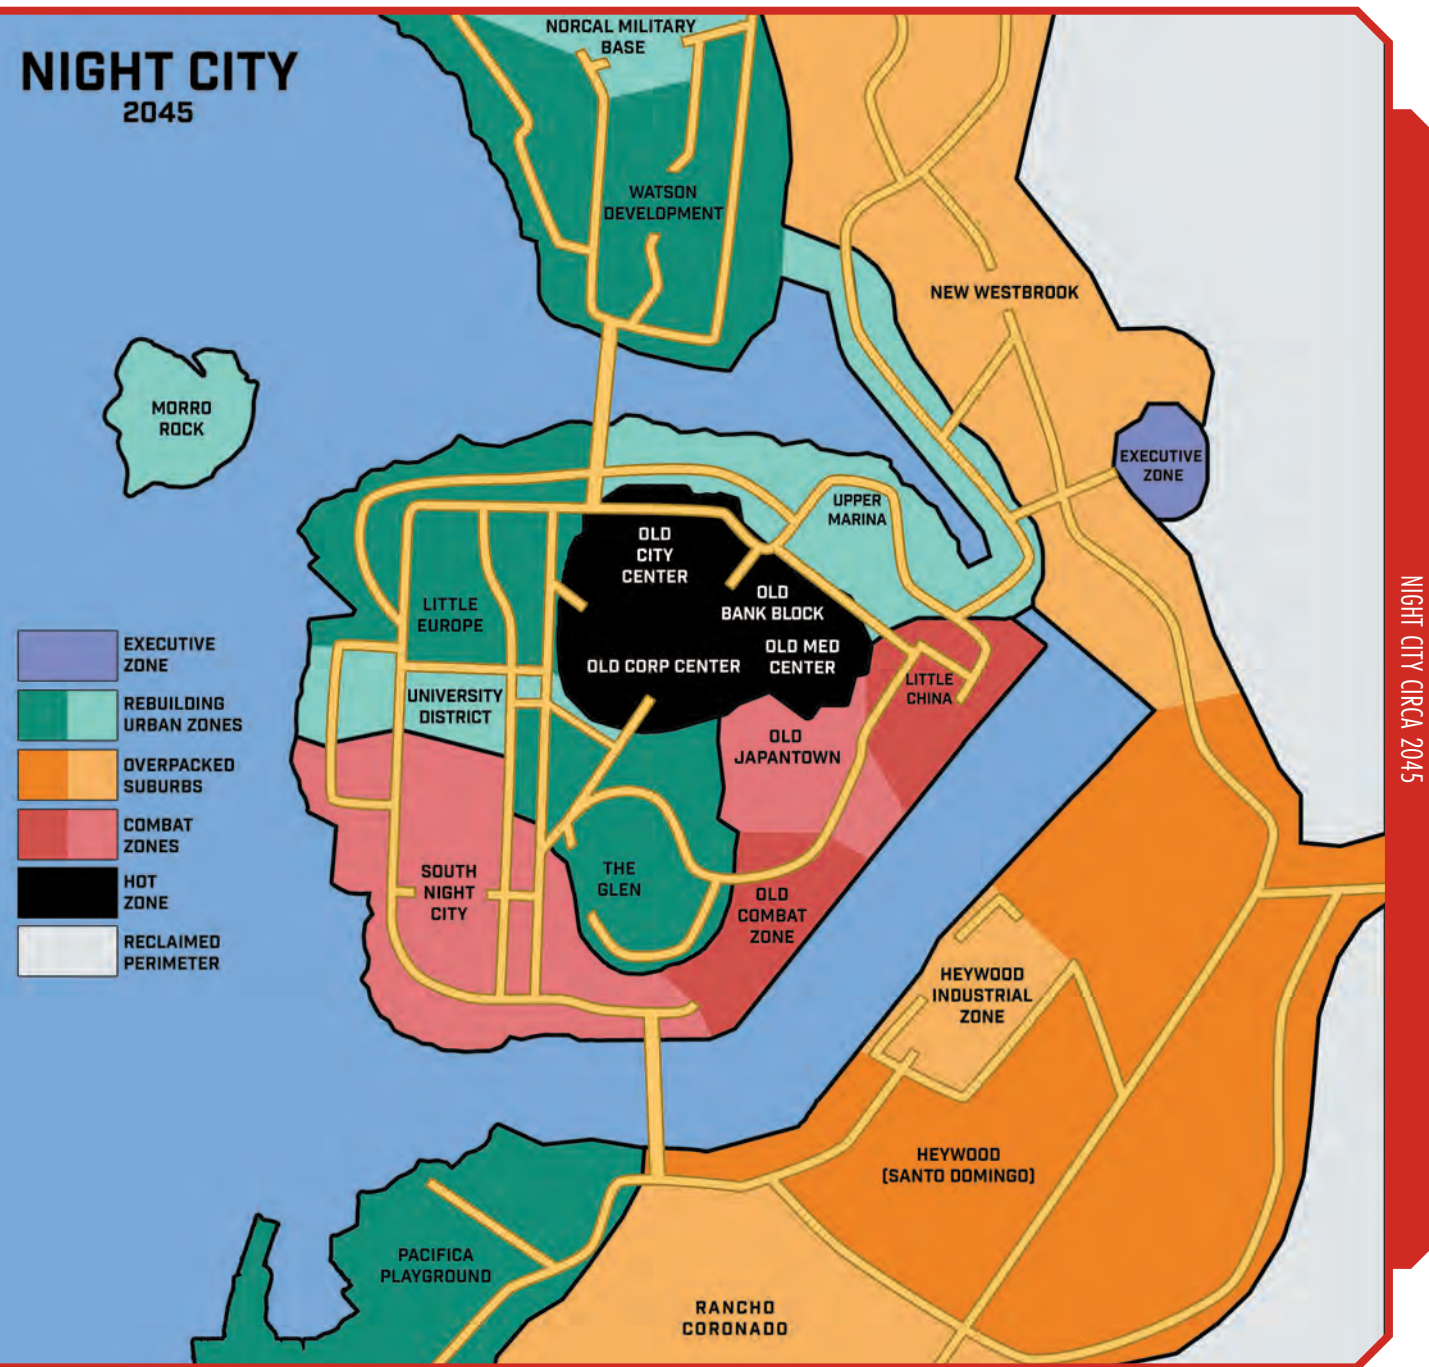 NIGHT CITY
2045
NORCAL MILITARY
BASE
WATSON
DEVELOPMENT
NEW WESTBROOK
MORRO
ROCK
EXECUTIVE
ZONE
UPPER
MARINA
OLD
CITY
CENTER
OLD
BANK BLOCK
OLD MED
CENTER
OLD CORP CENTER
LITTLE
EUROPE
UNIVERSITY
DISTRICT
LITTLE
CHINA
OLD
JAPANTOWN
SOUTH
NIGHT
CITY
THE
GLEN
OLD
COMBAT
ZONE
HEYWOOD
INDUSTRIAL
ZONE
HEYWOOD
(SANTO DOMINGO)
PACIFICA
PLAYGROUND
RANCHO
CORONADO
EXECUTIVE
ZONE
REBUILDING
URBAN ZONES
OVERPACKED
SUBURBS
COMBAT
ZONES
HOT
ZONE
RECLAIMED
PERIMETER
NIGHT CITY CIRCA 2045